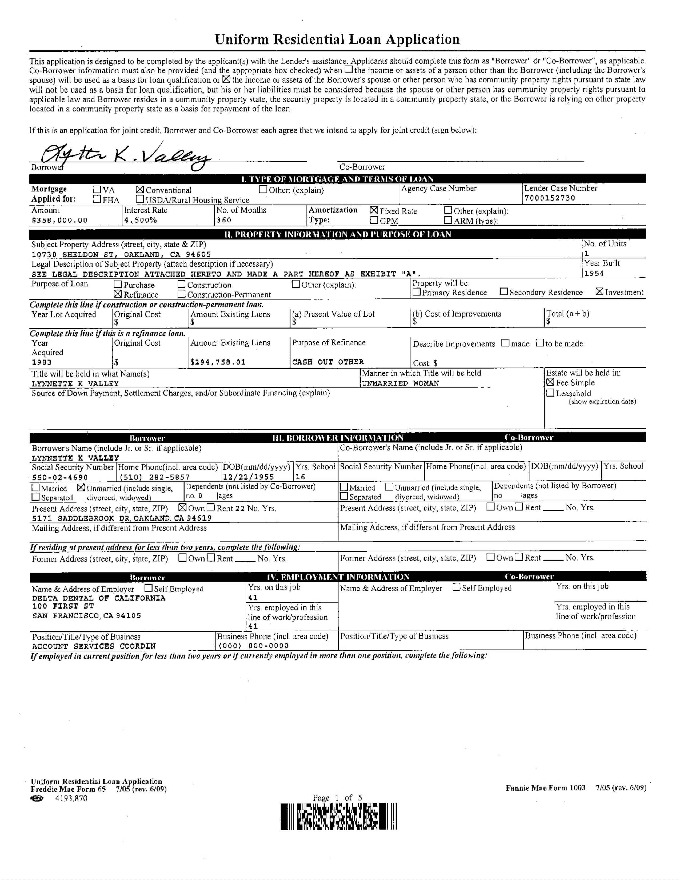 Uniform Residential Loan Application
This application is designed to be completed by the applicant(s) with the Lender's assistance. Applicants should complete this form as "Borrower" or "Co-Borrower", as applicable.
Co-Borrower information must also be provided (and the appropriate box checked) when ☐ the income or assets of a person other than the Borrower (including the Borrower's
spouse) will be used as a basis for loan qualification or ☒ the income or assets of the Borrower's spouse or other person who has community property rights pursuant to state law
will not be used as a basis for loan qualification, but his or her liabilities must be considered because the spouse or other person has community property rights pursuant to
applicable law and Borrower resides in a community property state, the security property is located in a community property state, or the Borrower is relying on other property
located in a community property state as a basis for repayment of the loan.
If this is an application for joint credit, Borrower and Co-Borrower each agree that we intend to apply for joint credit (sign below):
K. Valley
Borrower Co-Borrower
I. TYPE OF MORTGAGE AND TERMS OF LOAN
Mortgage ☐ VA ☒ Conventional ☐ Other: (explain) Agency Case Number Lender Case Number
Applied for: ☐ FHA ☐ USDA/Rural Housing Service 7000152730
Amount Interest Rate No. of Months Amortization ☒ Fixed Rate ☐ Other (explain):
$358,000.00 4.500% 360 Type: ☐ GPM ☐ ARM (type):
II. PROPERTY INFORMATION AND PURPOSE OF LOAN
Subject Property Address (street, city, state & ZIP) No. of Units
10730 SHELDON ST, OAKLAND, CA 94605 1
Legal Description of Subject Property (attach description if necessary) Year Built
SEE LEGAL DESCRIPTION ATTACHED HERETO AND MADE A PART HEREOF AS EXHIBIT "A". 1954
Purpose of Loan ☐ Purchase ☐ Construction ☐ Other (explain): Property will be
☒ Refinance ☐ Construction-Permanent ☐ Primary Residence ☐ Secondary Residence ☒ Investment
Complete this line if construction or construction-permanent loan.
Year Lot Acquired Original Cost Amount Existing Liens (a) Present Value of Lot (b) Cost of Improvements Total (a + b)
$ $ $ $ $
Complete this line if this is a refinance loan.
Year Original Cost Amount Existing Liens Purpose of Refinance Describe Improvements ☐ made ☐ to be made
Acquired
1983 $ $294,758.01 CASH OUT OTHER Cost $
Title will be held in what Name(s) Manner in which Title will be held Estate will be held in:
LYNNETTE K VALLEY UNMARRIED WOMAN ☒ Fee Simple
Source of Down Payment, Settlement Charges, and/or Subordinate Financing (explain) ☐ Leasehold
(show expiration date)
Borrower III. BORROWER INFORMATION Co-Borrower
Borrower's Name (include Jr. or Sr. if applicable) Co-Borrower's Name (include Jr. or Sr. if applicable)
LYNNETTE K VALLEY
Social Security Number Home Phone(incl. area code) DOB(mm/dd/yyyy) Yrs. School Social Security Number Home Phone(incl. area code) DOB(mm/dd/yyyy) Yrs. School
550-02-4690 (510) 282-5857 12/22/1955 16
☐ Married ☒ Unmarried (include single, Dependents (not listed by Co-Borrower) ☐ Married ☐ Unmarried (include single, Dependents (not listed by Borrower)
☐ Separated divorced, widowed) no. 0 ages ☐ Separated divorced, widowed) no ages
Present Address (street, city, state, ZIP) ☒ Own ☐ Rent 22 No. Yrs. Present Address (street, city, state, ZIP) ☐ Own ☐ Rent ____ No. Yrs.
5171 SADDLEBROOK DR, OAKLAND, CA 94619
Mailing Address, if different from Present Address Mailing Address, if different from Present Address
If residing at present address for less than two years, complete the following:
Former Address (street, city, state, ZIP) ☐ Own ☐ Rent ____ No. Yrs. Former Address (street, city, state, ZIP) ☐ Own ☐ Rent ____ No. Yrs.
Borrower IV. EMPLOYMENT INFORMATION Co-Borrower
Name & Address of Employer ☐ Self Employed Yrs. on this job Name & Address of Employer ☐ Self Employed Yrs. on this job
DELTA DENTAL OF CALIFORNIA 41
100 FIRST ST Yrs. employed in this Yrs. employed in this
SAN FRANCISCO, CA 94105 line of work/profession line of work/profession
41
Position/Title/Type of Business Business Phone (incl. area code) Position/Title/Type of Business Business Phone (incl. area code)
ACCOUNT SERVICES COORDIN (000) 000-0000
If employed in current position for less than two years or if currently employed in more than one position, complete the following:
Uniform Residential Loan Application
Freddie Mac Form 65 7/05 (rev. 6/09) Fannie Mae Form 1003 7/05 (rev. 6/09)
4193,870 Page 1 of 5